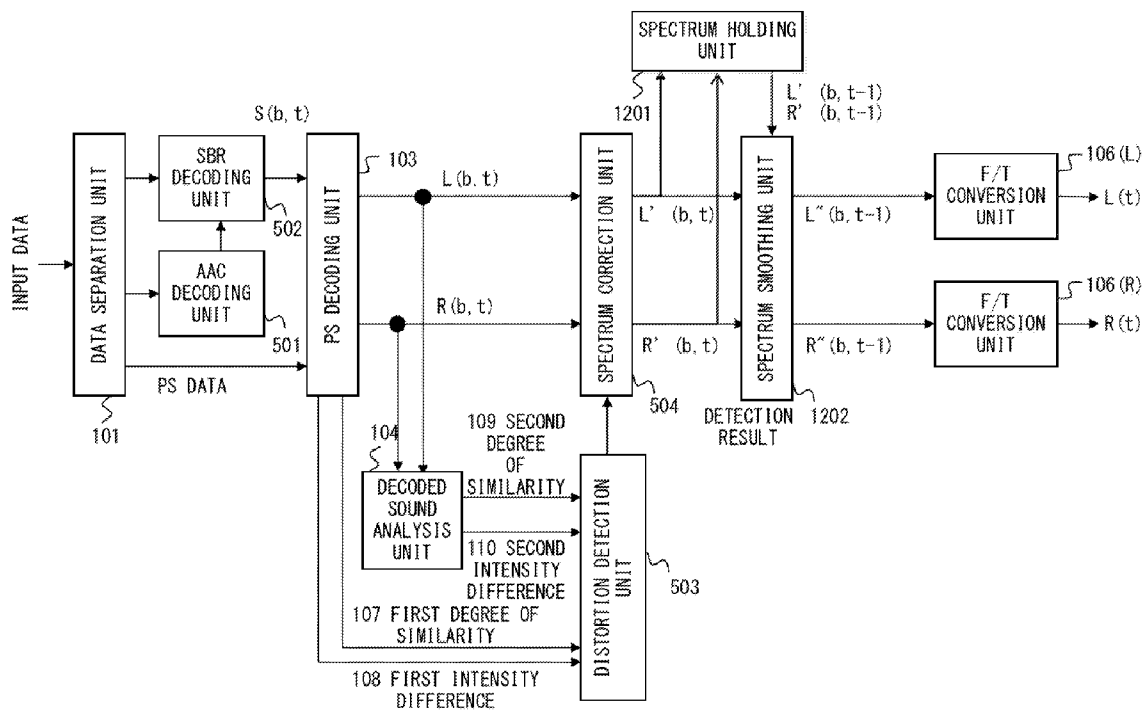 SPECTRUM HOLDING
UNIT
1201
L' (b, t-1)
R' (b, t-1)
S(b, t)
INPUT DATA
DATA SEPARATION UNIT
101
SBR
DECODING
UNIT
502
AAC
DECODING
UNIT
501
PS DATA
PS DECODING UNIT
103
L(b, t)
R(b, t)
SPECTRUM CORRECTION UNIT
504
L' (b, t)
R' (b, t)
SPECTRUM SMOOTHING UNIT
1202
DETECTION
RESULT
L"(b, t-1)
R"(b, t-1)
F/T
CONVERSION
UNIT
106(L)
L(t)
F/T
CONVERSION
UNIT
106(R)
R(t)
104
DECODED
SOUND
ANALYSIS
UNIT
109 SECOND
DEGREE
OF
SIMILARITY
110 SECOND
INTENSITY
DIFFERENCE
107 FIRST DEGREE OF
SIMILARITY
108 FIRST INTENSITY
DIFFERENCE
DISTORTION DETECTION
UNIT
503